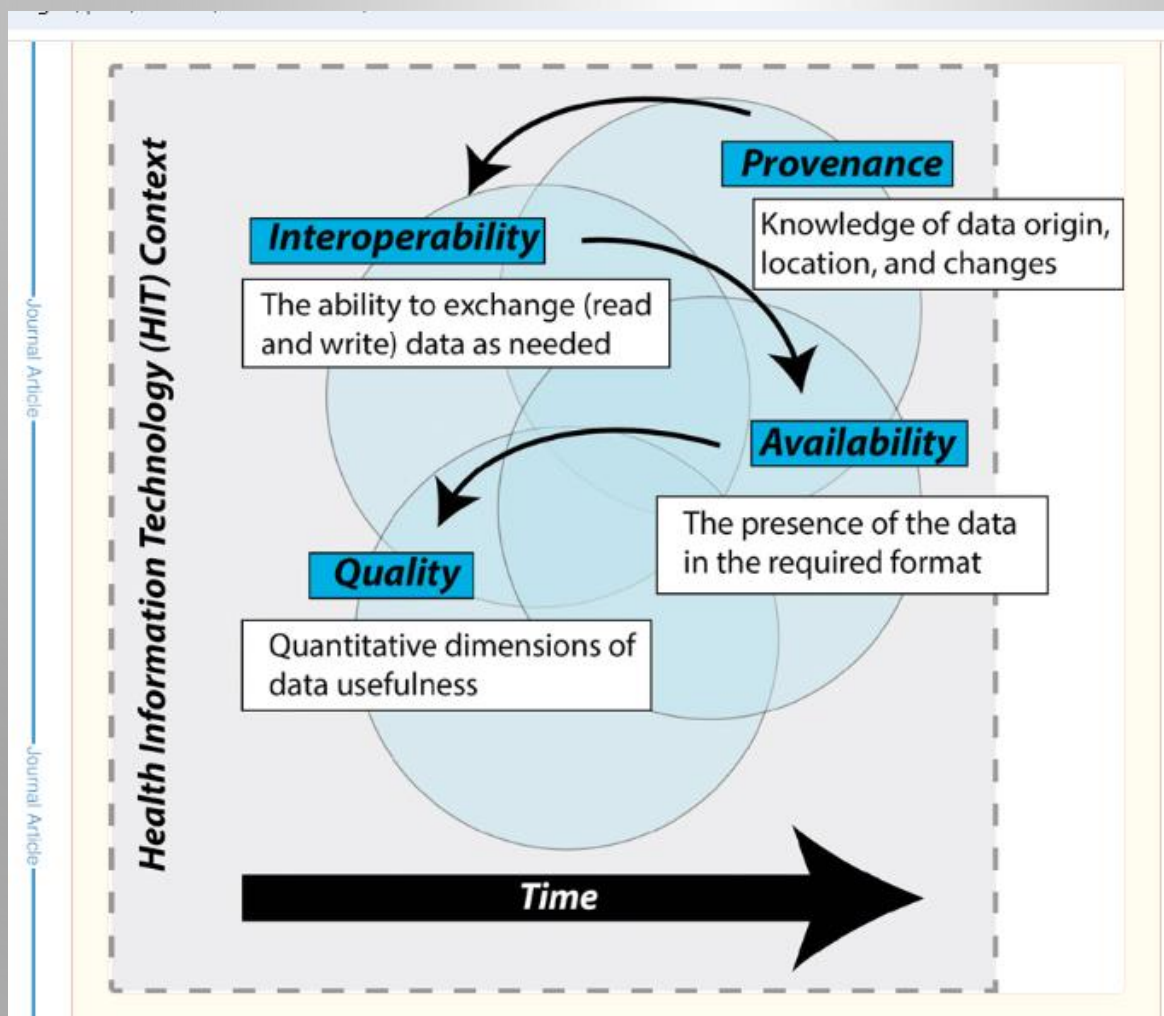 Journal Article
Journal Article
Health Information Technology (HIT) Context
Provenance
Knowledge of data origin,
location, and changes
Interoperability
The ability to exchange (read
and write) data as needed
Availability
The presence of the data
in the required format
Quality
Quantitative dimensions of
data usefulness
Time